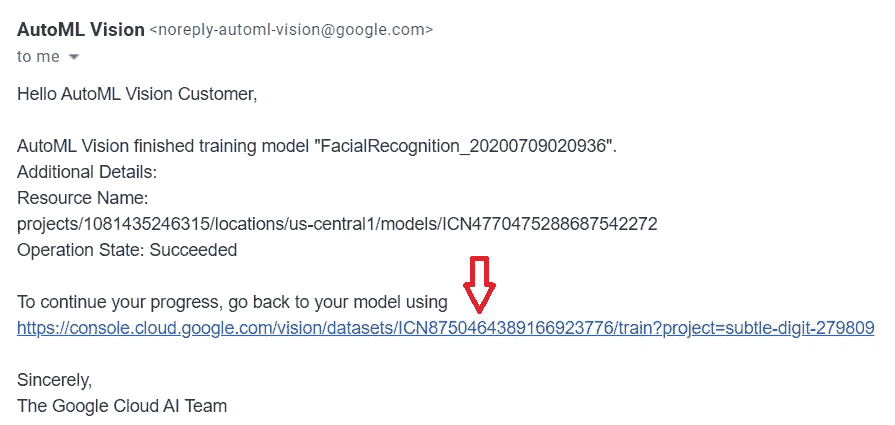 AutoML Vision <noreply-automl-vision@google.com>
to me
Hello AutoML Vision Customer,
AutoML Vision finished training model "FacialRecognition_20200709020936".
Additional Details:
Resource Name:
projects/1081435246315/locations/us-central1/models/ICN4770475288687542272
Operation State: Succeeded
To continue your progress, go back to your model using
https://console.cloud.google.com/vision/datasets/ICN8750464389166923776/train?project=subtle-digit-279809
Sincerely,
The Google Cloud AI Team